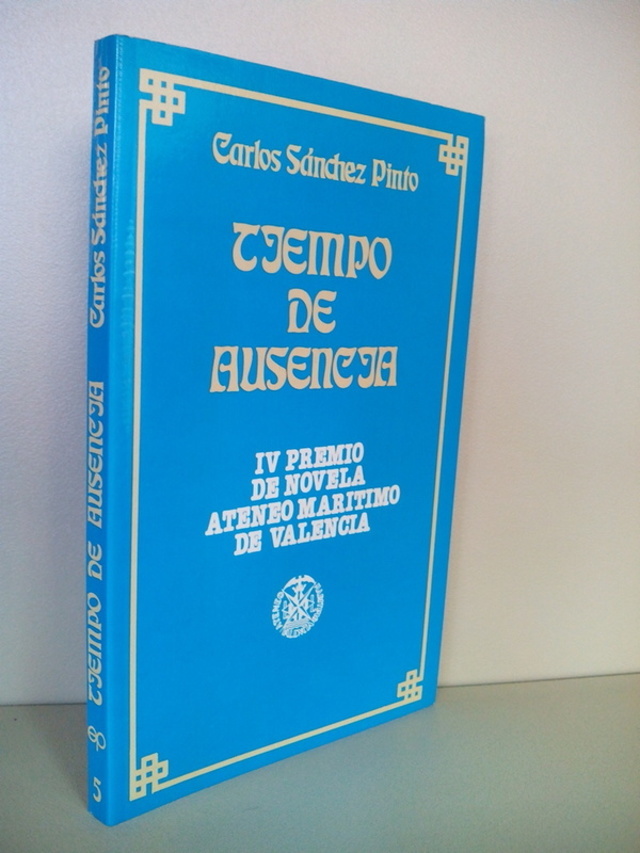 Carlos Sánchez Pinto
TIEMPO
DE
AUSENCIA
IV PREMIO
DE NOVELA
ATENEO MARITIMO
DE VALENCIA
Carlos Sánchez Pinto
TIEMPO DE AUSENCIA
ep
5